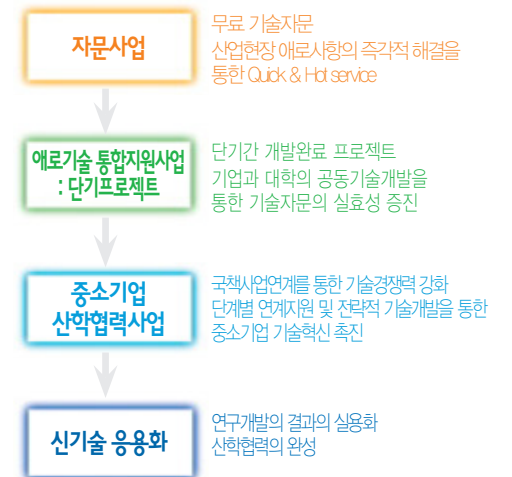 자문사업
무료 기술자문
산업현장 애로사항의 즉각적 해결을
통한 Quick & Hot service
애로기술 통합지원사업
: 단기프로젝트
단기간 개발완료 프로젝트
기업과 대학의 공동기술개발을
통한 기술자문의 실효성 증진
중소기업
산학협력사업
국책사업연계를 통한 기술경쟁력 강화
단계별 연계지원 및 전략적 기술개발을 통한
중소기업 기술혁신 촉진
신기술 응용화
연구개발의 결과의 실용화
산학협력의 완성